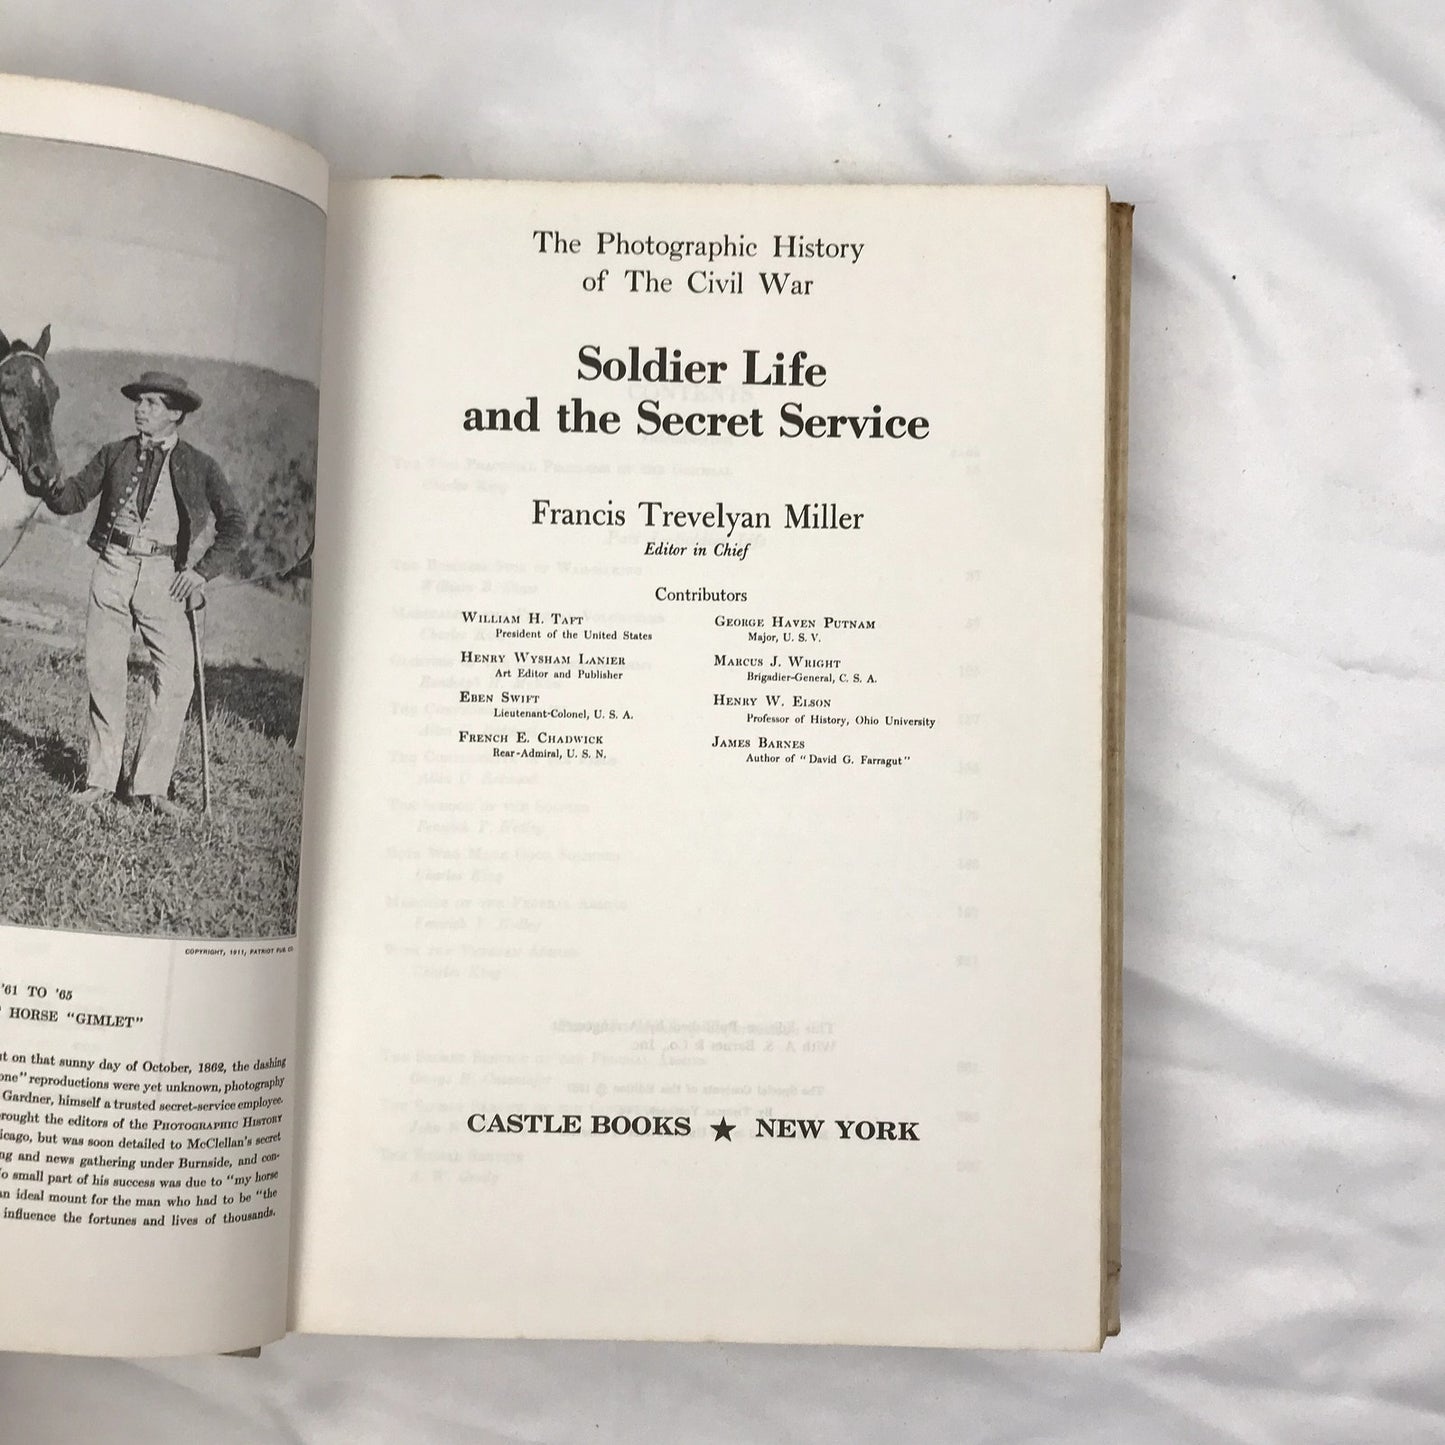 COPYRIGHT, 1911, PATRIOT PUB. CO.
'61 TO '65
HORSE "GIMLET"
on that sunny day of October, 1862, the dashing
reproductions were yet unknown, photography
Gardner, himself a trusted secret-service employee.
the editors of the PHOTOGRAPHIC HISTORY
but was soon detailed to McClellan's secret
and news gathering under Burnside, and con-
small part of his success was due to "my horse
ideal mount for the man who had to be "the
influence the fortunes and lives of thousands.
The Photographic History
of The Civil War
Soldier Life
and the Secret Service
Francis Trevelyan Miller
Editor in Chief
Contributors
WILLIAM H. TAFT
President of the United States
HENRY WYSHAM LANIER
Art Editor and Publisher
EBEN SWIFT
Lieutenant-Colonel, U. S. A.
FRENCH E. CHADWICK
Rear-Admiral, U. S. N.
GEORGE HAVEN PUTNAM
Major, U. S. V.
MARCUS J. WRIGHT
Brigadier-General, C. S. A.
HENRY W. ELSON
Professor of History, Ohio University
JAMES BARNES
Author of "David G. Farragut"
CASTLE BOOKS ★ NEW YORK